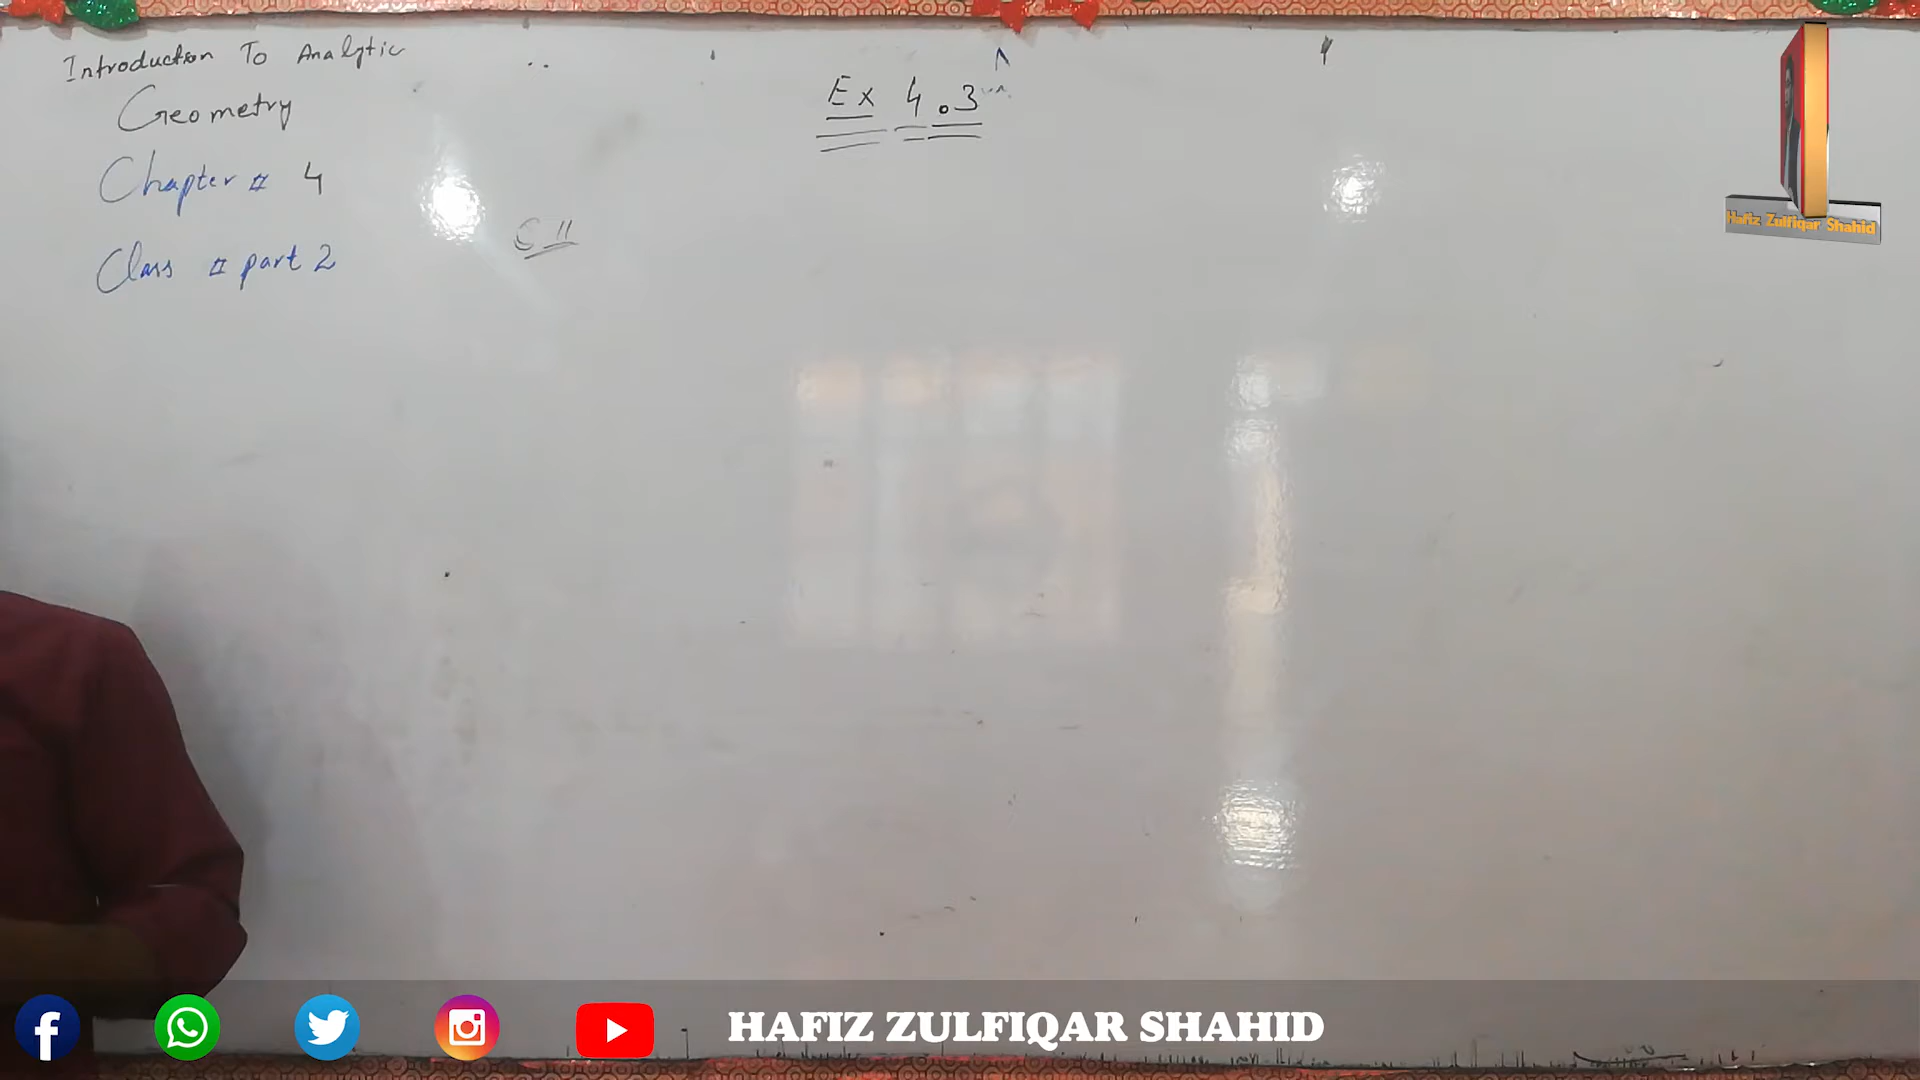 Introduction To Analytic
Geometry
Chapter # 4
Class # part 2
Ex 4.3
Hafiz Zulfiqar Shahid
HAFIZ ZULFIQAR SHAHID